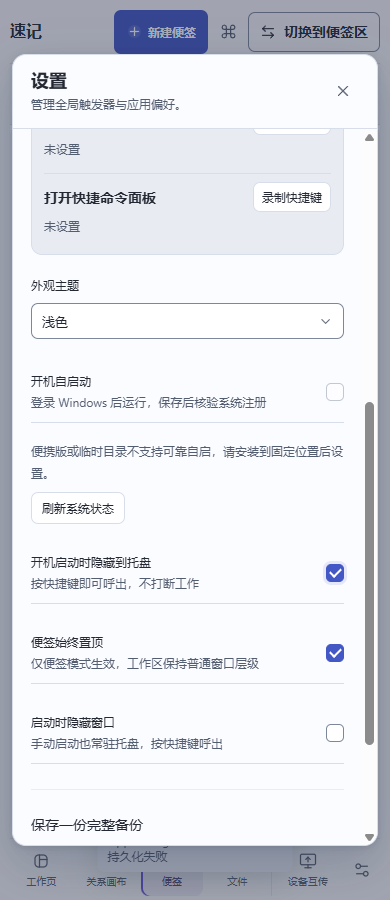 速记
新建便签
切换到便签区
设置
管理全局触发器与应用偏好。
未设置
打开快捷命令面板
录制快捷键
未设置
外观主题
浅色
开机自启动
登录 Windows 后运行，保存后核验系统注册
便携版或临时目录不支持可靠自启，请安装到固定位置后设
置。
刷新系统状态
开机启动时隐藏到托盘
按快捷键即可呼出，不打断工作
便签始终置顶
仅便签模式生效，工作区保持普通窗口层级
启动时隐藏窗口
手动启动也常驻托盘，按快捷键呼出
保存一份完整备份
持久化失败
工作页
关系画布
便签
文件
设备互传